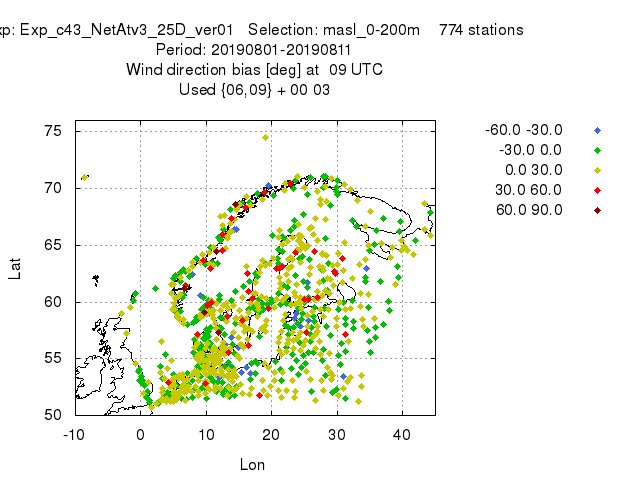 xp: Exp_c43_NetAtv3_25D_ver01 Selection: masl_0-200m 774 stations
Period: 20190801-20190811
Wind direction bias [deg] at 09 UTC
Used {06,09} + 00 03
-60.0 -30.0
-30.0 0.0
0.0 30.0
30.0 60.0
60.0 90.0
75
70
65
60
55
50
Lat
-10 0 10 20 30 40
Lon